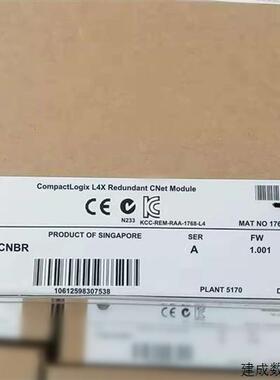 CompactLogix L4X Redundant CNet Module
CE N233 KCC-REM-RAA-1768-L4
MAT NO 176
CNBR PRODUCT OF SINGAPORE SER FW
A 1.001
10612598307538
PLANT 5170 D
建成数